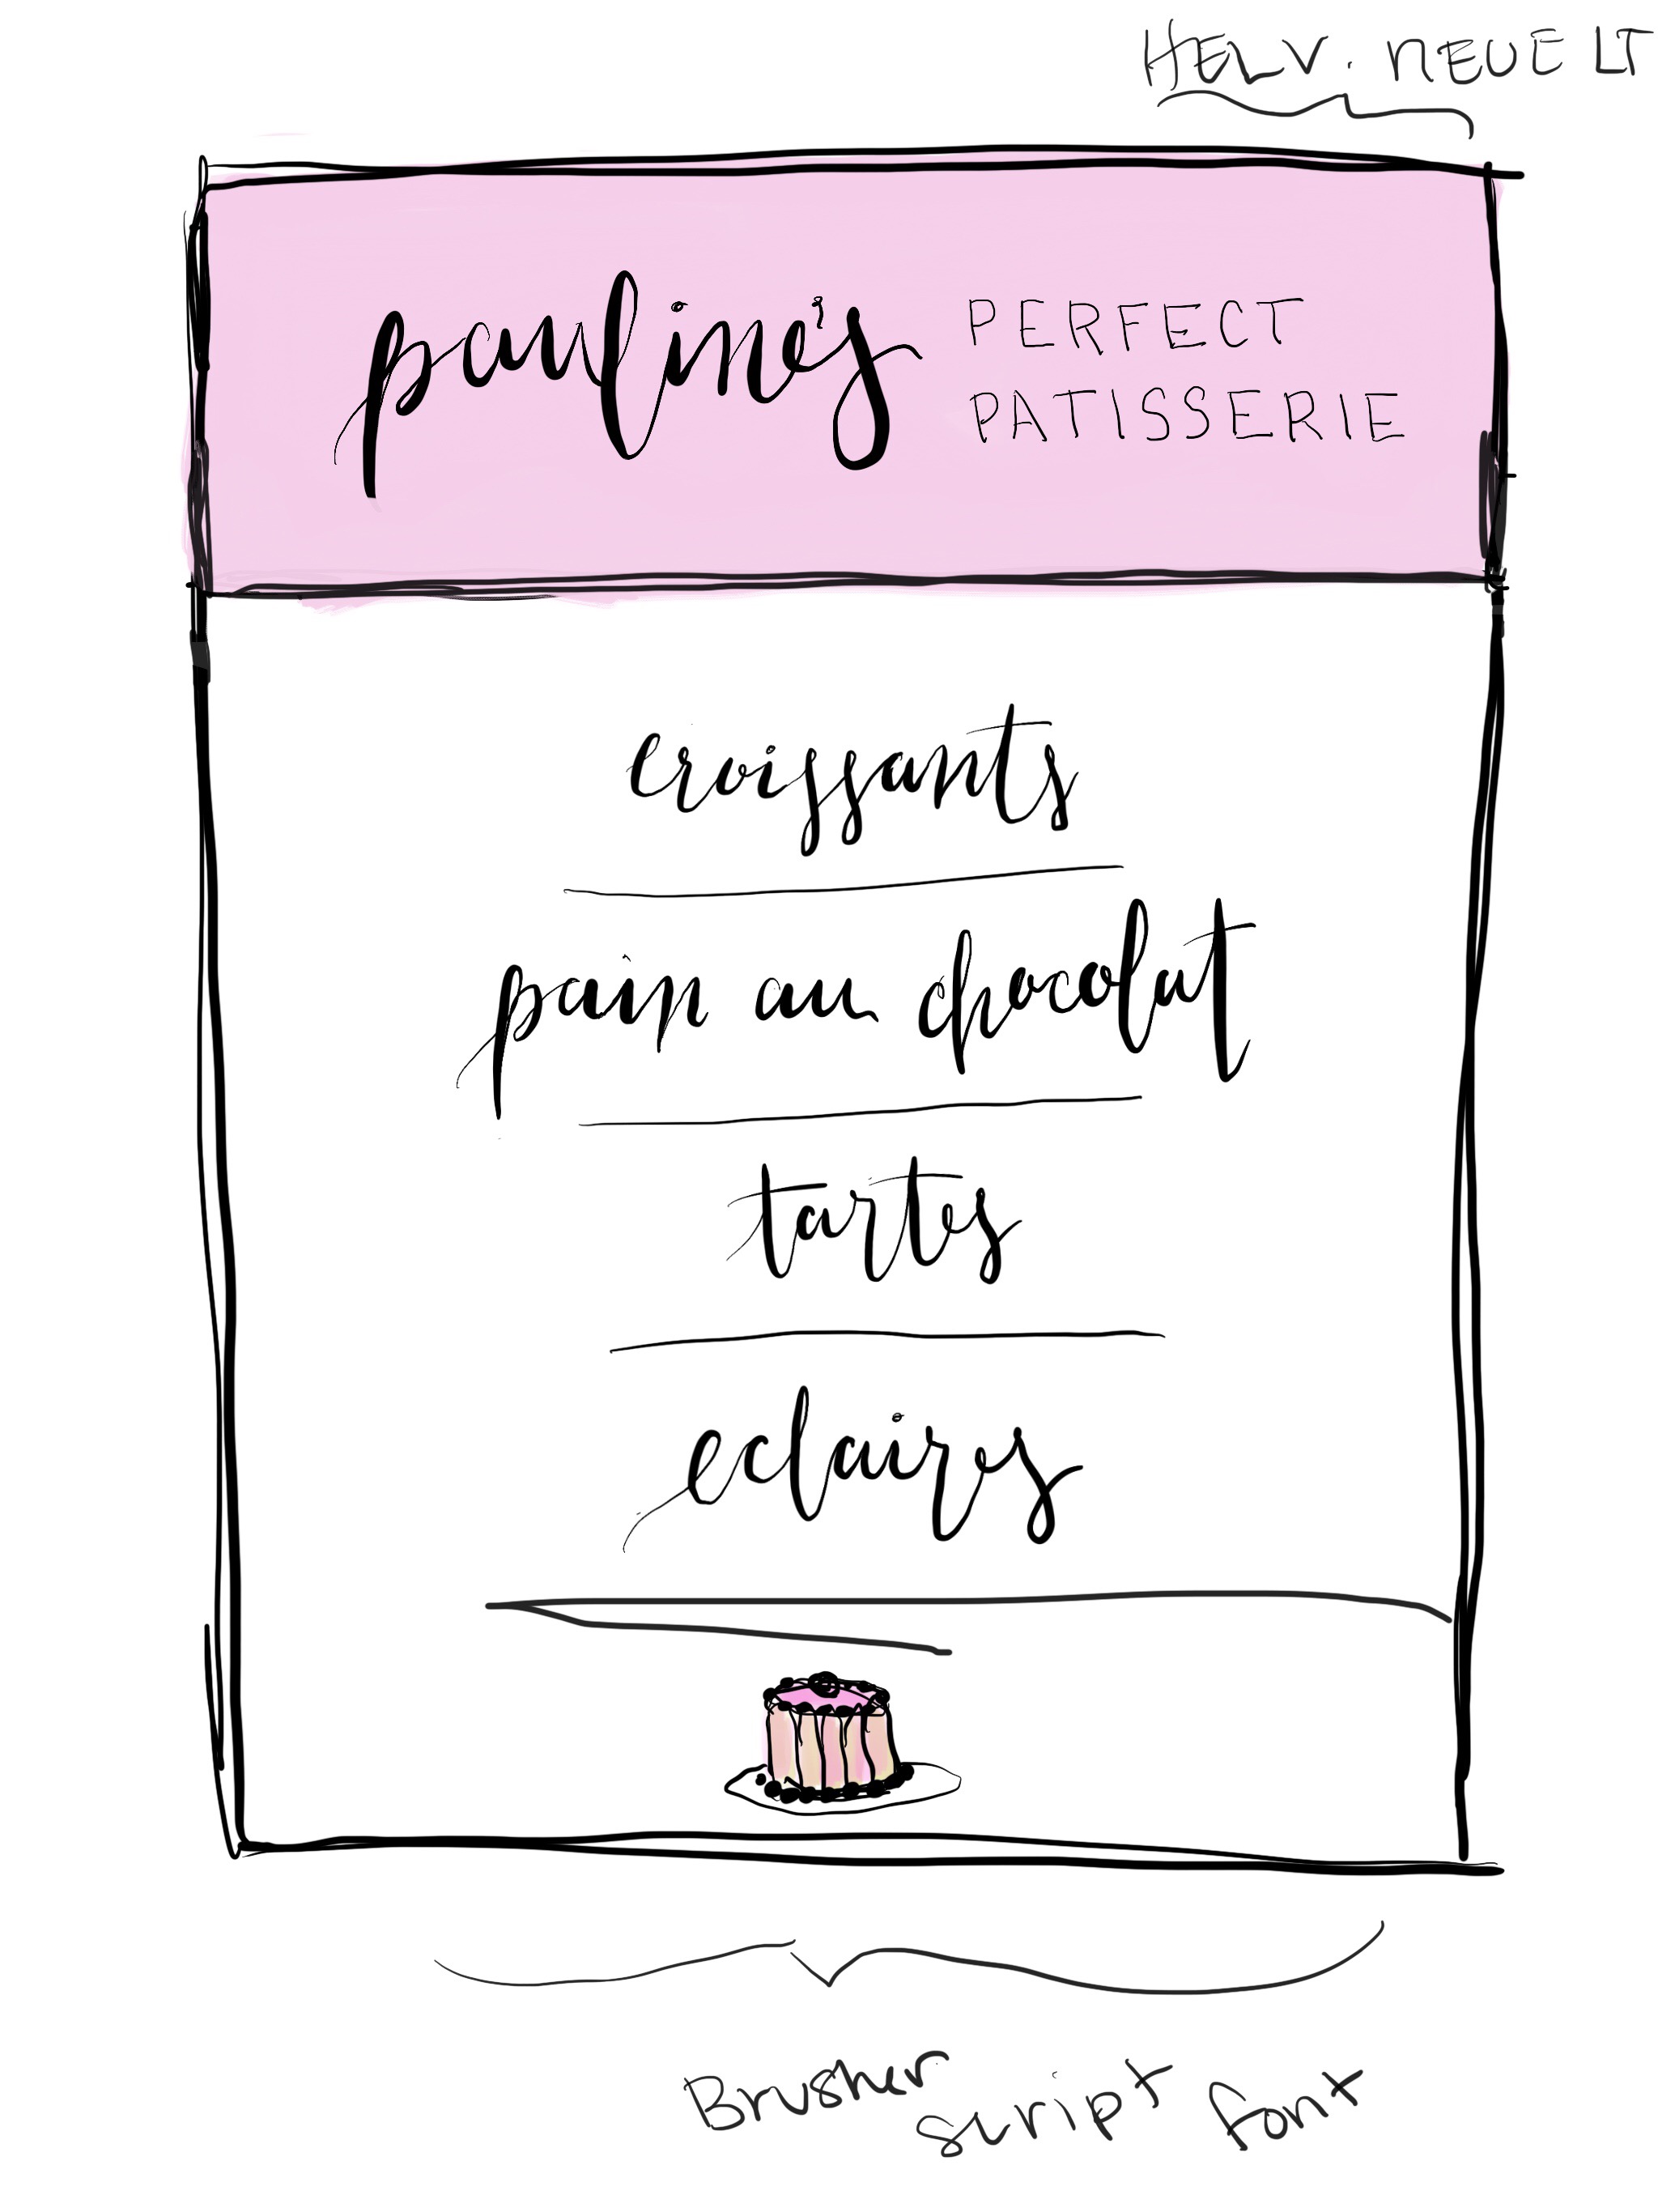 HELV. NEUE LT
pauline's PERFECT
PATISSERIE
croissants
pain au chocolat
tartes
eclaires
Brusher script font